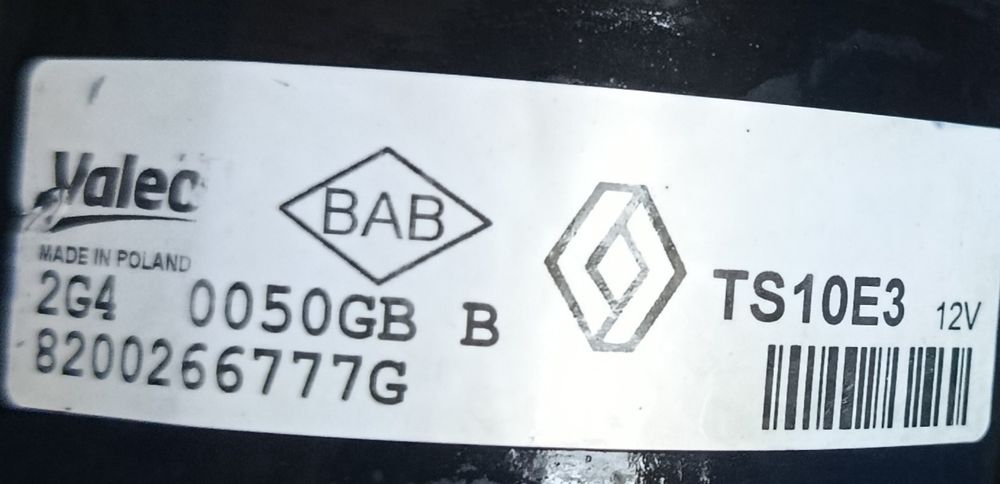 Valeo
MADE IN POLAND
BAB
2G4 0050GB B
8200266777G
TS10E3 12V